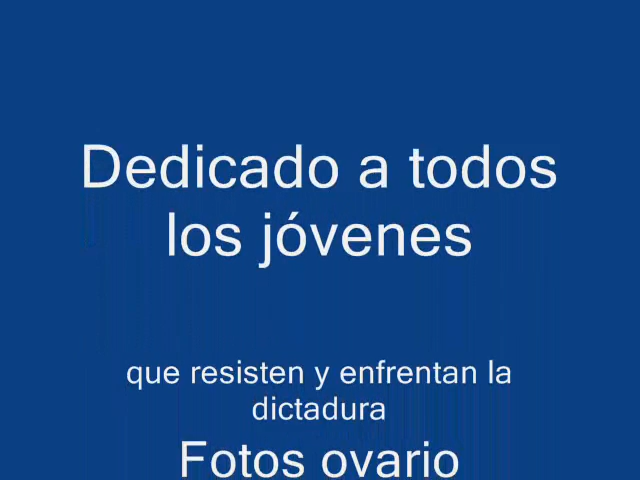 Dedicado a todos
los jóvenes
que resisten y enfrentan la
dictadura
Fotos ovario